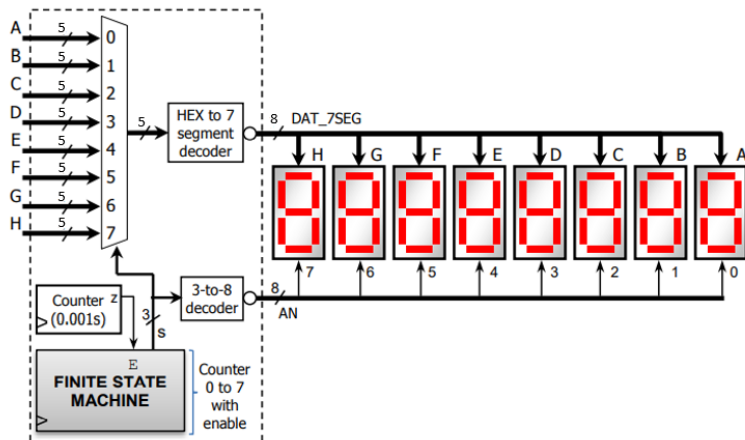 A 5 0
B 5 1
C 5 2
D 5 3
E 5 4
F 5 5
G 5 6
H 5 7
5
HEX to 7
segment
decoder
8 DAT_7SEG
H G F E D C B A
7 6 5 4 3 2 1 0
8
AN
3-to-8
decoder
Counter
(0.001s)
z
3
s
E
FINITE STATE
MACHINE
Counter
0 to 7
with
enable